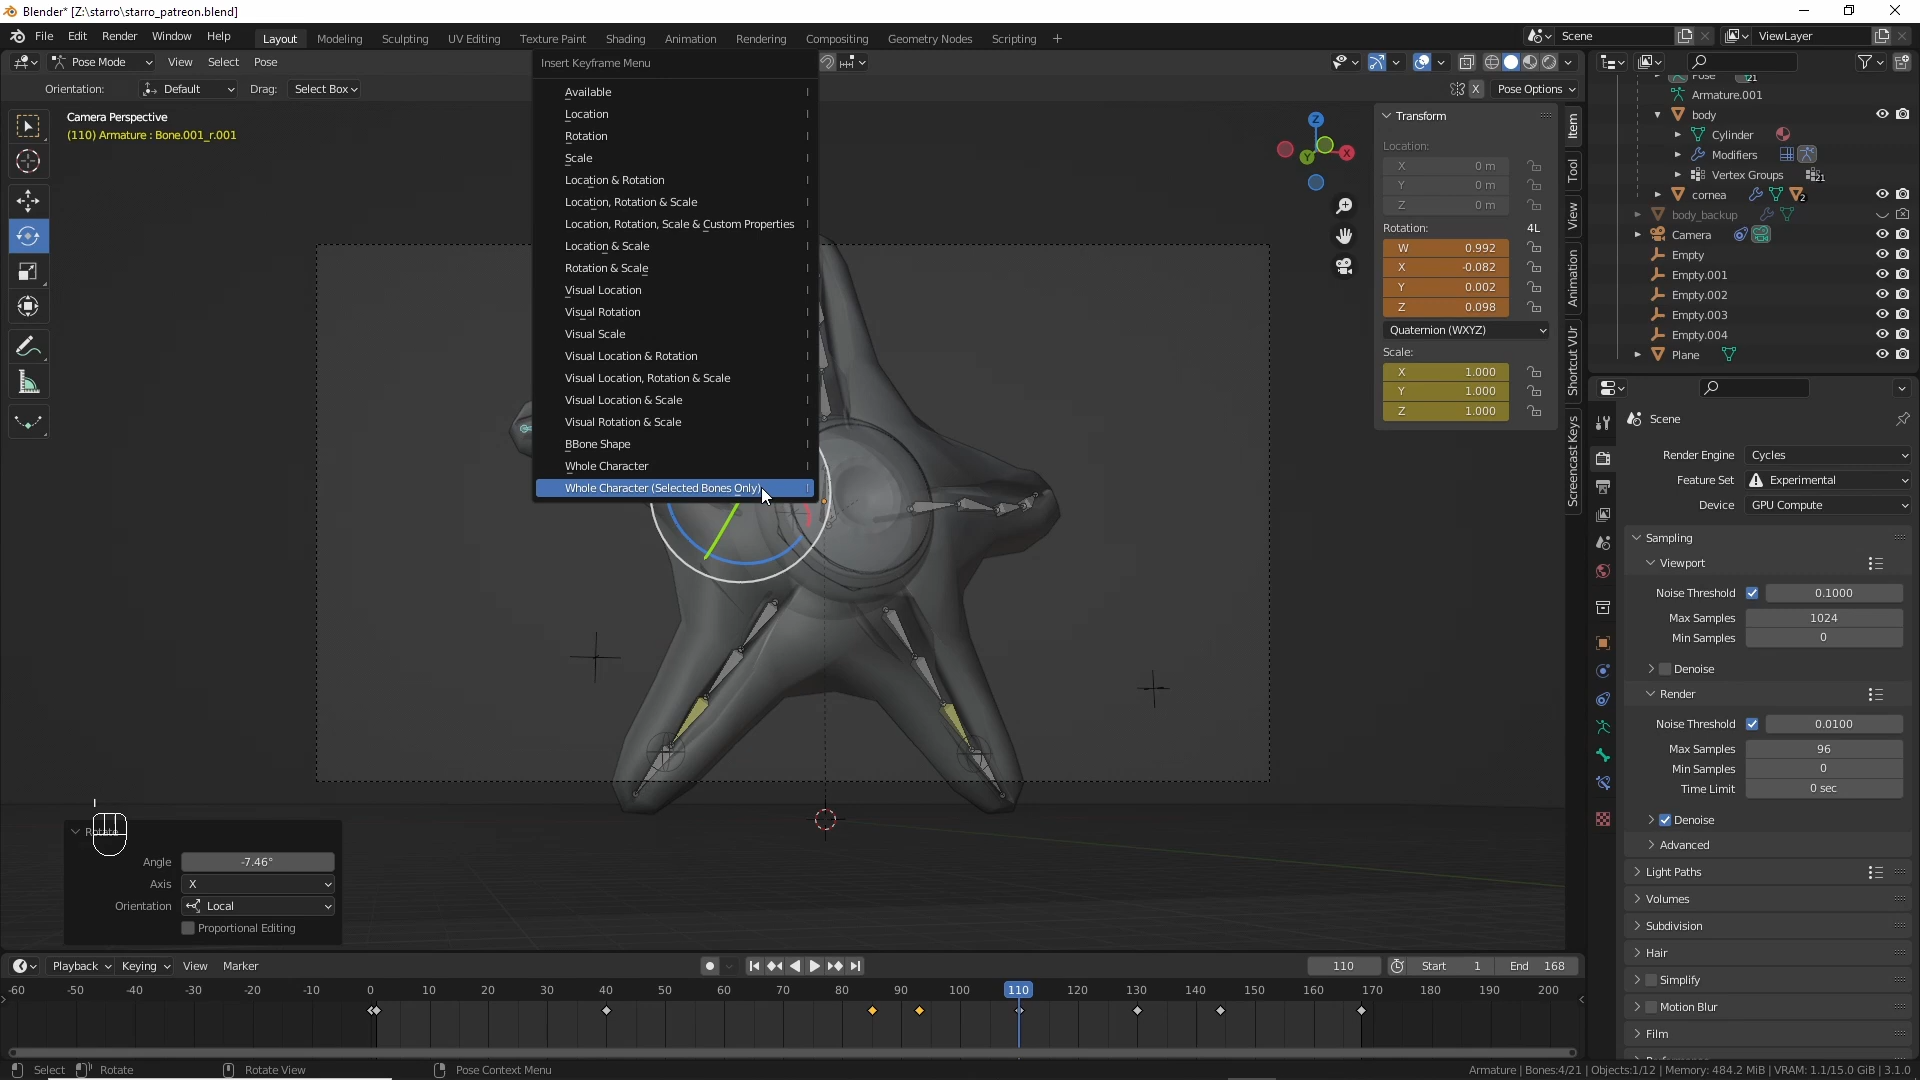 Blender* [Z:\starro\starro_patreon.blend]
File Edit Render Window Help Layout Modeling Sculpting UV Editing Texture Paint Shading Animation Rendering Compositing Geometry Nodes Scripting + Scene ViewLayer
Pose Mode View Select Pose
Orientation: Default Drag: Select Box X Pose Options
Camera Perspective
(110) Armature : Bone.001_r.001
Insert Keyframe Menu
Available
Location
Rotation
Scale
Location & Rotation
Location, Rotation & Scale
Location, Rotation, Scale & Custom Properties
Location & Scale
Rotation & Scale
Visual Location
Visual Rotation
Visual Scale
Visual Location & Rotation
Visual Location, Rotation & Scale
Visual Location & Scale
Visual Rotation & Scale
BBone Shape
Whole Character
Whole Character (Selected Bones Only)
Z
X
Y
Transform
Location:
X 0 m
Y 0 m
Z 0 m
Rotation: 4L
W 0.992
X -0.082
Y 0.002
Z 0.098
Quaternion (WXYZ)
Scale:
X 1.000
Y 1.000
Z 1.000
Item
Tool
View
Animation
Shortcut VUr
Screencast Keys
Pose 21
Armature.001
body
Cylinder
Modifiers
Vertex Groups 21
cornea 2
body_backup
Camera
Empty
Empty.001
Empty.002
Empty.003
Empty.004
Plane
Scene
Render Engine Cycles
Feature Set Experimental
Device GPU Compute
Sampling
Viewport
Noise Threshold 0.1000
Max Samples 1024
Min Samples 0
Denoise
Render
Noise Threshold 0.0100
Max Samples 96
Min Samples 0
Time Limit 0 sec
Denoise
Advanced
Light Paths
Volumes
Subdivision
Hair
Simplify
Motion Blur
Film
I
Angle -7.46°
Axis X
Orientation Local
Proportional Editing
Playback Keying View Marker 110 Start 1 End 168
-60 -50 -40 -30 -20 -10 0 10 20 30 40 50 60 70 80 90 100 110 120 130 140 150 160 170 180 190 200
Select Rotate Rotate View Pose Context Menu Armature | Bones:4/21 | Objects:1/12 | Memory: 484.2 MiB | VRAM: 1.1/15.0 GiB | 3.1.0